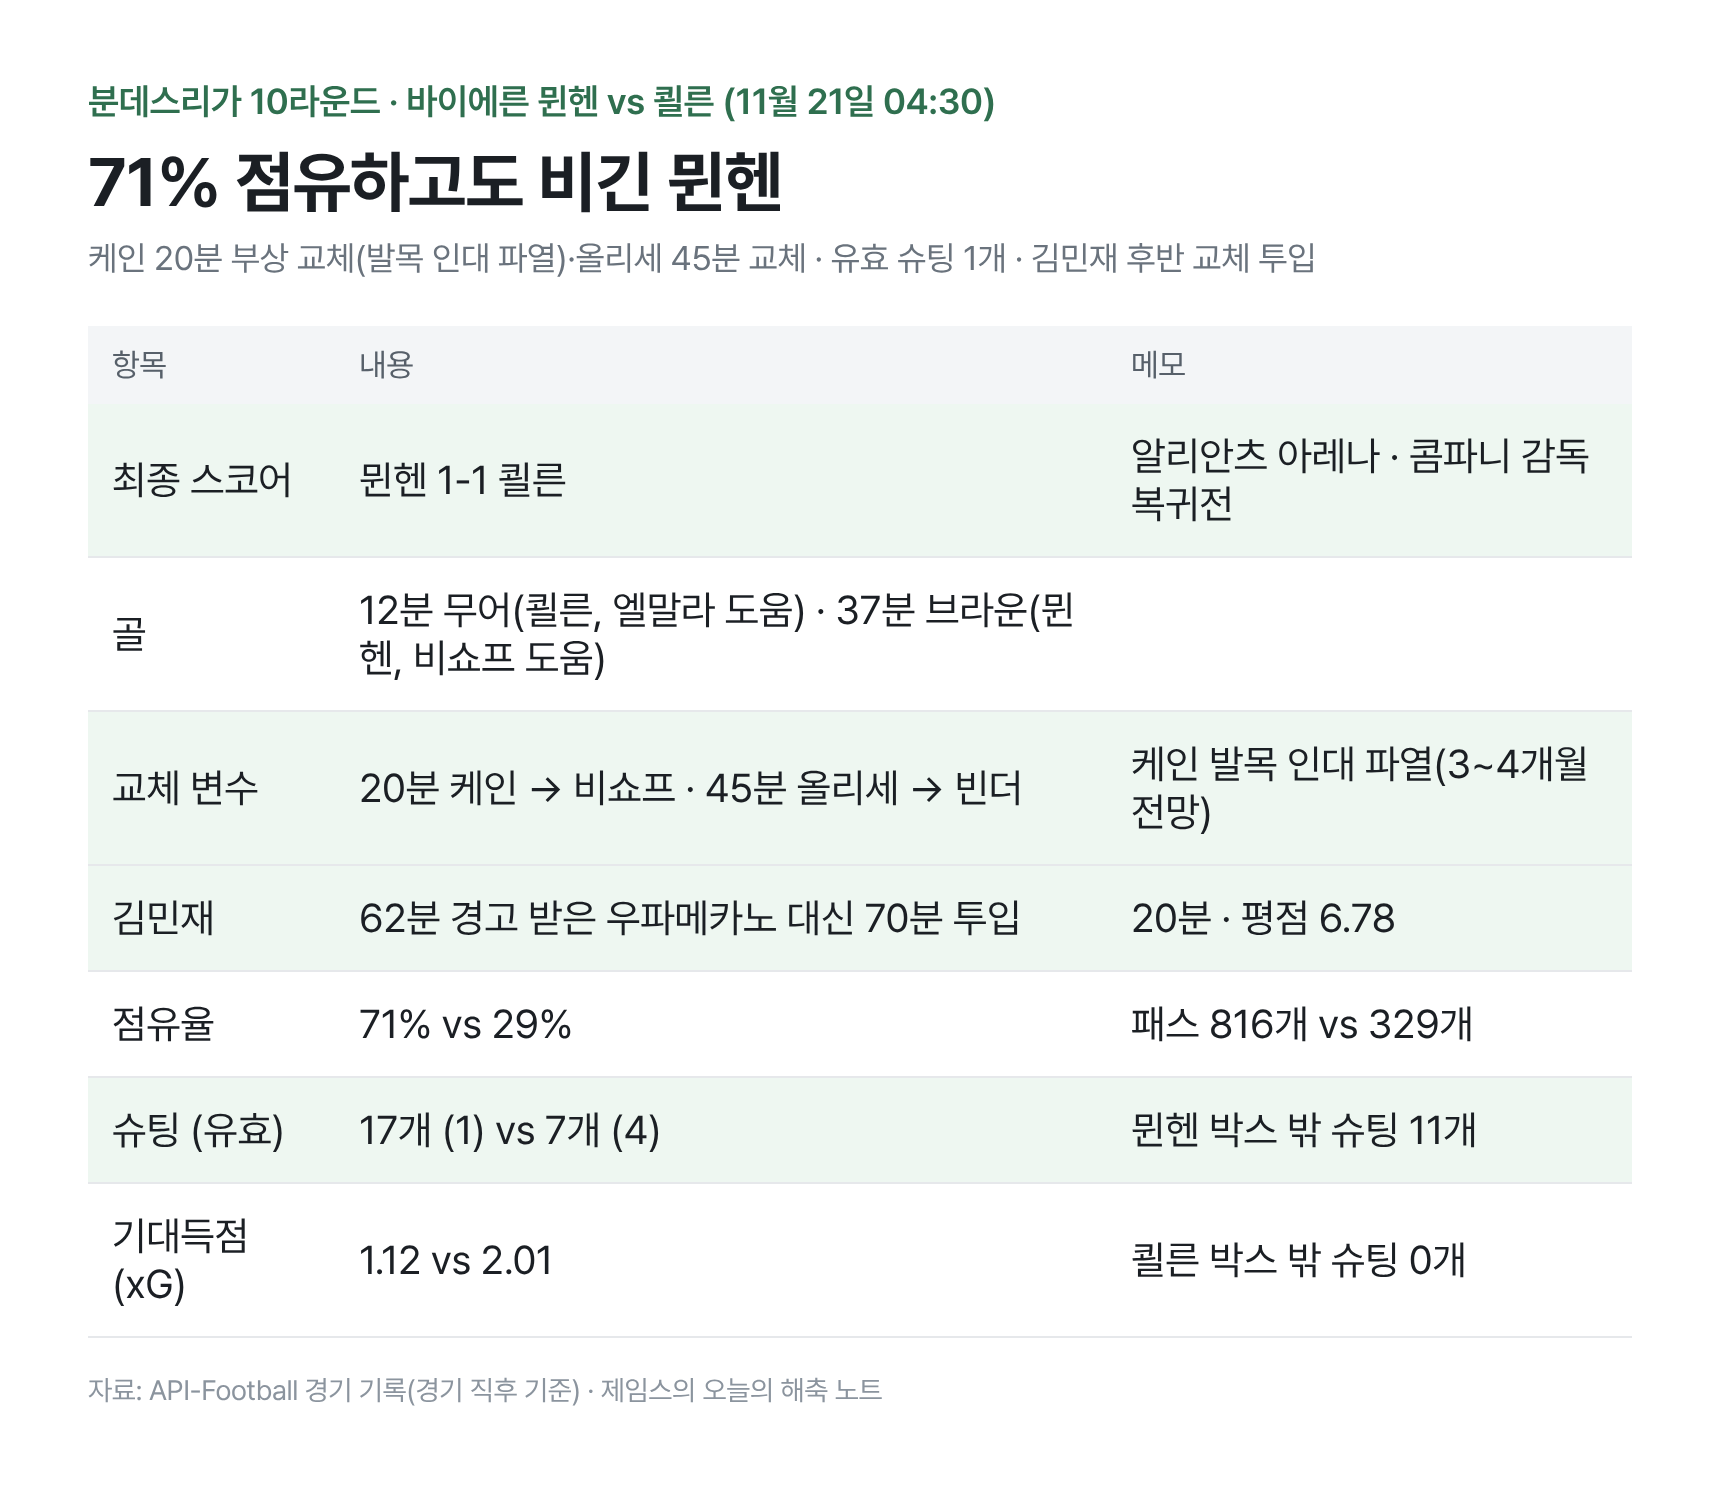 분데스리가 10라운드 · 바이에른 뮌헨 vs 쾰른 (11월 21일 04:30)
71% 점유하고도 비긴 뮌헨
케인 20분 부상 교체(발목 인대 파열)·올리세 45분 교체 · 유효 슈팅 1개 · 김민재 후반 교체 투입
항목 내용 메모
최종 스코어 뮌헨 1-1 쾰른 알리안츠 아레나 · 콤파니 감독
복귀전
골 12분 무어(쾰른, 엘말라 도움) · 37분 브라운(뮌
헨, 비쇼프 도움)
교체 변수 20분 케인 → 비쇼프 · 45분 올리세 → 빈더 케인 발목 인대 파열(3~4개월
전망)
김민재 62분 경고 받은 우파메카노 대신 70분 투입 20분 · 평점 6.78
점유율 71% vs 29% 패스 816개 vs 329개
슈팅 (유효) 17개 (1) vs 7개 (4) 뮌헨 박스 밖 슈팅 11개
기대득점
(xG) 1.12 vs 2.01 쾰른 박스 밖 슈팅 0개
자료: API-Football 경기 기록(경기 직후 기준) · 제임스의 오늘의 해축 노트